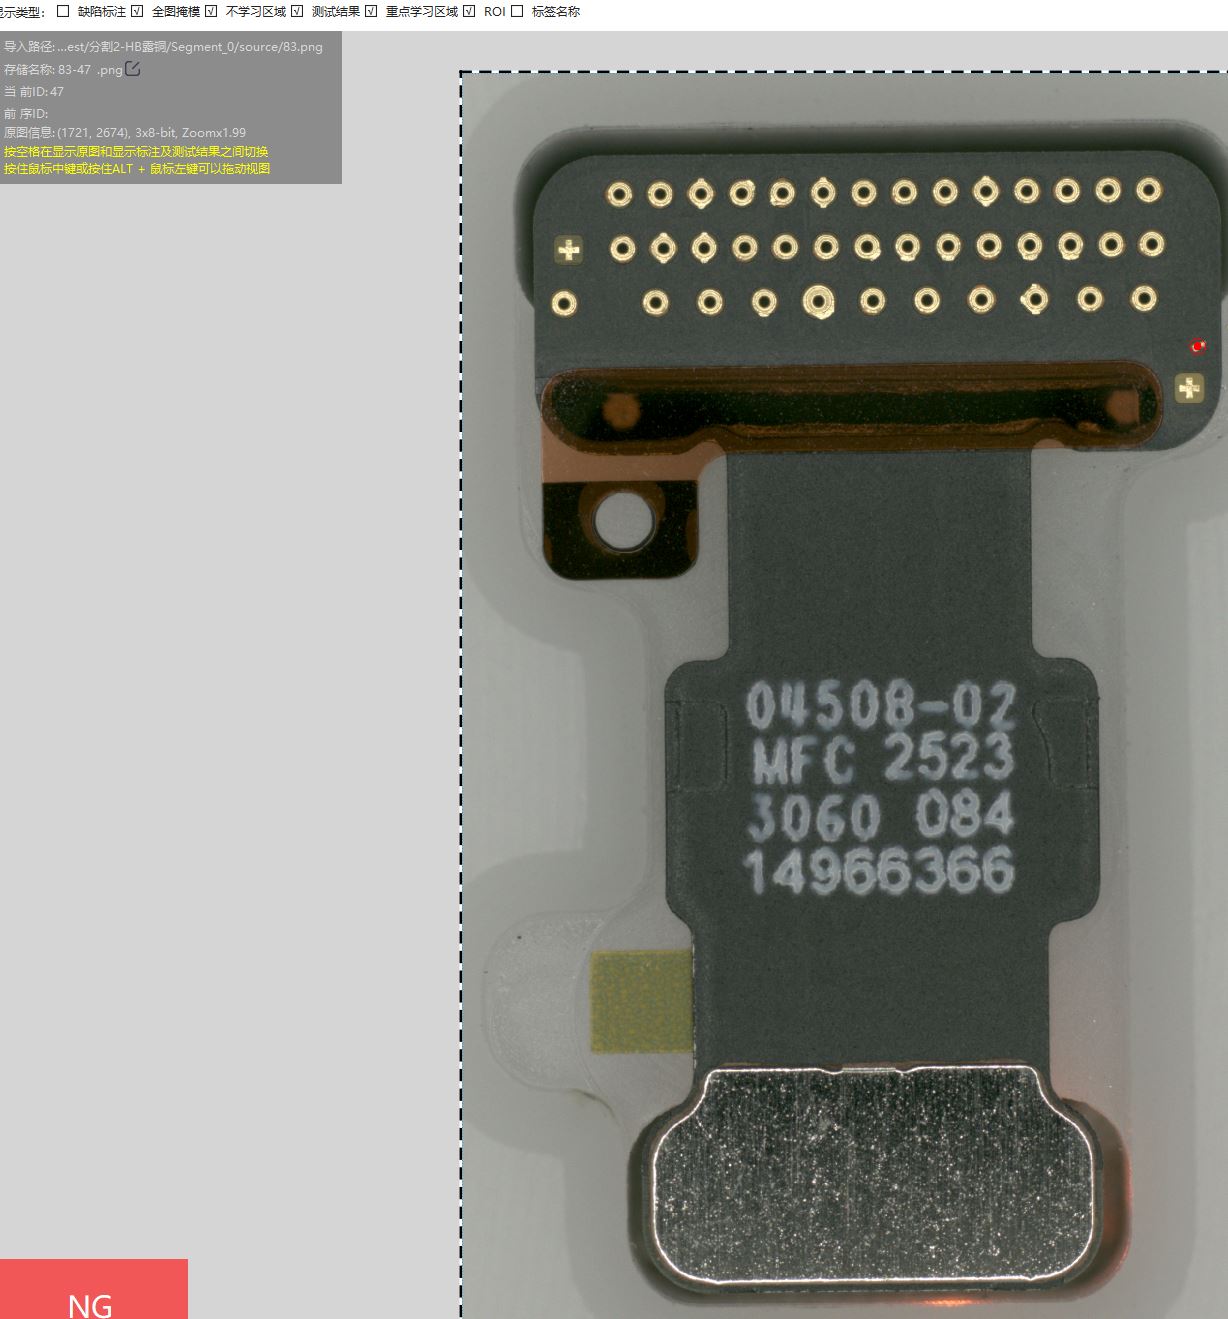 示类型: 缺陷标注 全图掩模 不学习区域 测试结果 重点学习区域 ROI 标签名称
导入路径: ...est/分割2-HB露铜/Segment_0/source/83.png
存储名称: 83-47 .png
当 前ID: 47
前 序ID:
原图信息: (1721, 2674), 3x8-bit, Zoomx1.99
按空格在显示原图和显示标注及测试结果之间切换
按住鼠标中键或按住ALT + 鼠标左键可以拖动视图
04508-02
MFC 2523
3060 084
14966366
NG